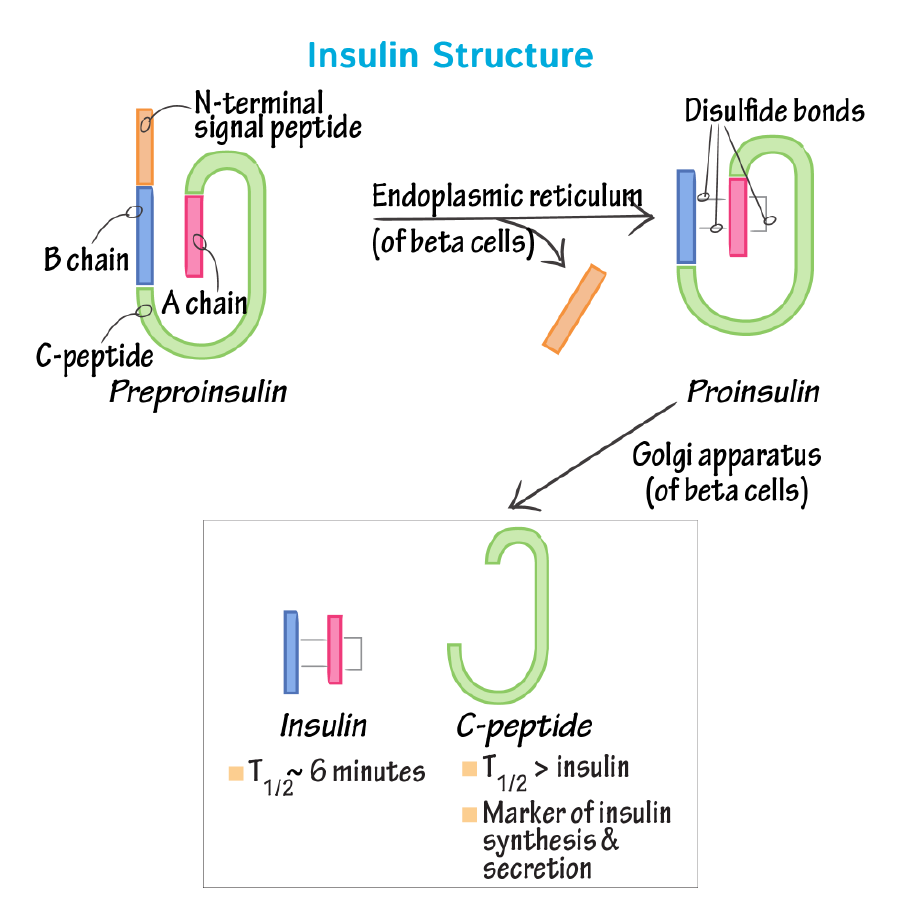 Insulin Structure
N-terminal
signal peptide
B chain
A chain
C-peptide
Preproinsulin
Endoplasmic reticulum
(of beta cells)
Disulfide bonds
Proinsulin
Golgi apparatus
(of beta cells)
Insulin
T1/2~ 6 minutes
C-peptide
T1/2 > insulin
Marker of insulin
synthesis &
secretion